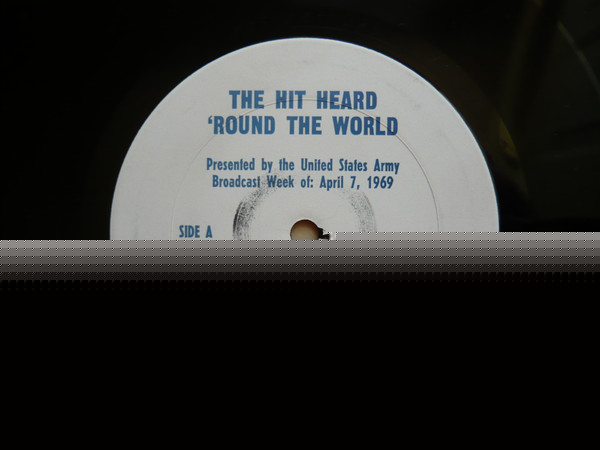 THE HIT HEARD
'ROUND THE WORLD
Presented by the United States Army
Broadcast Week of: April 7, 1969
SIDE A